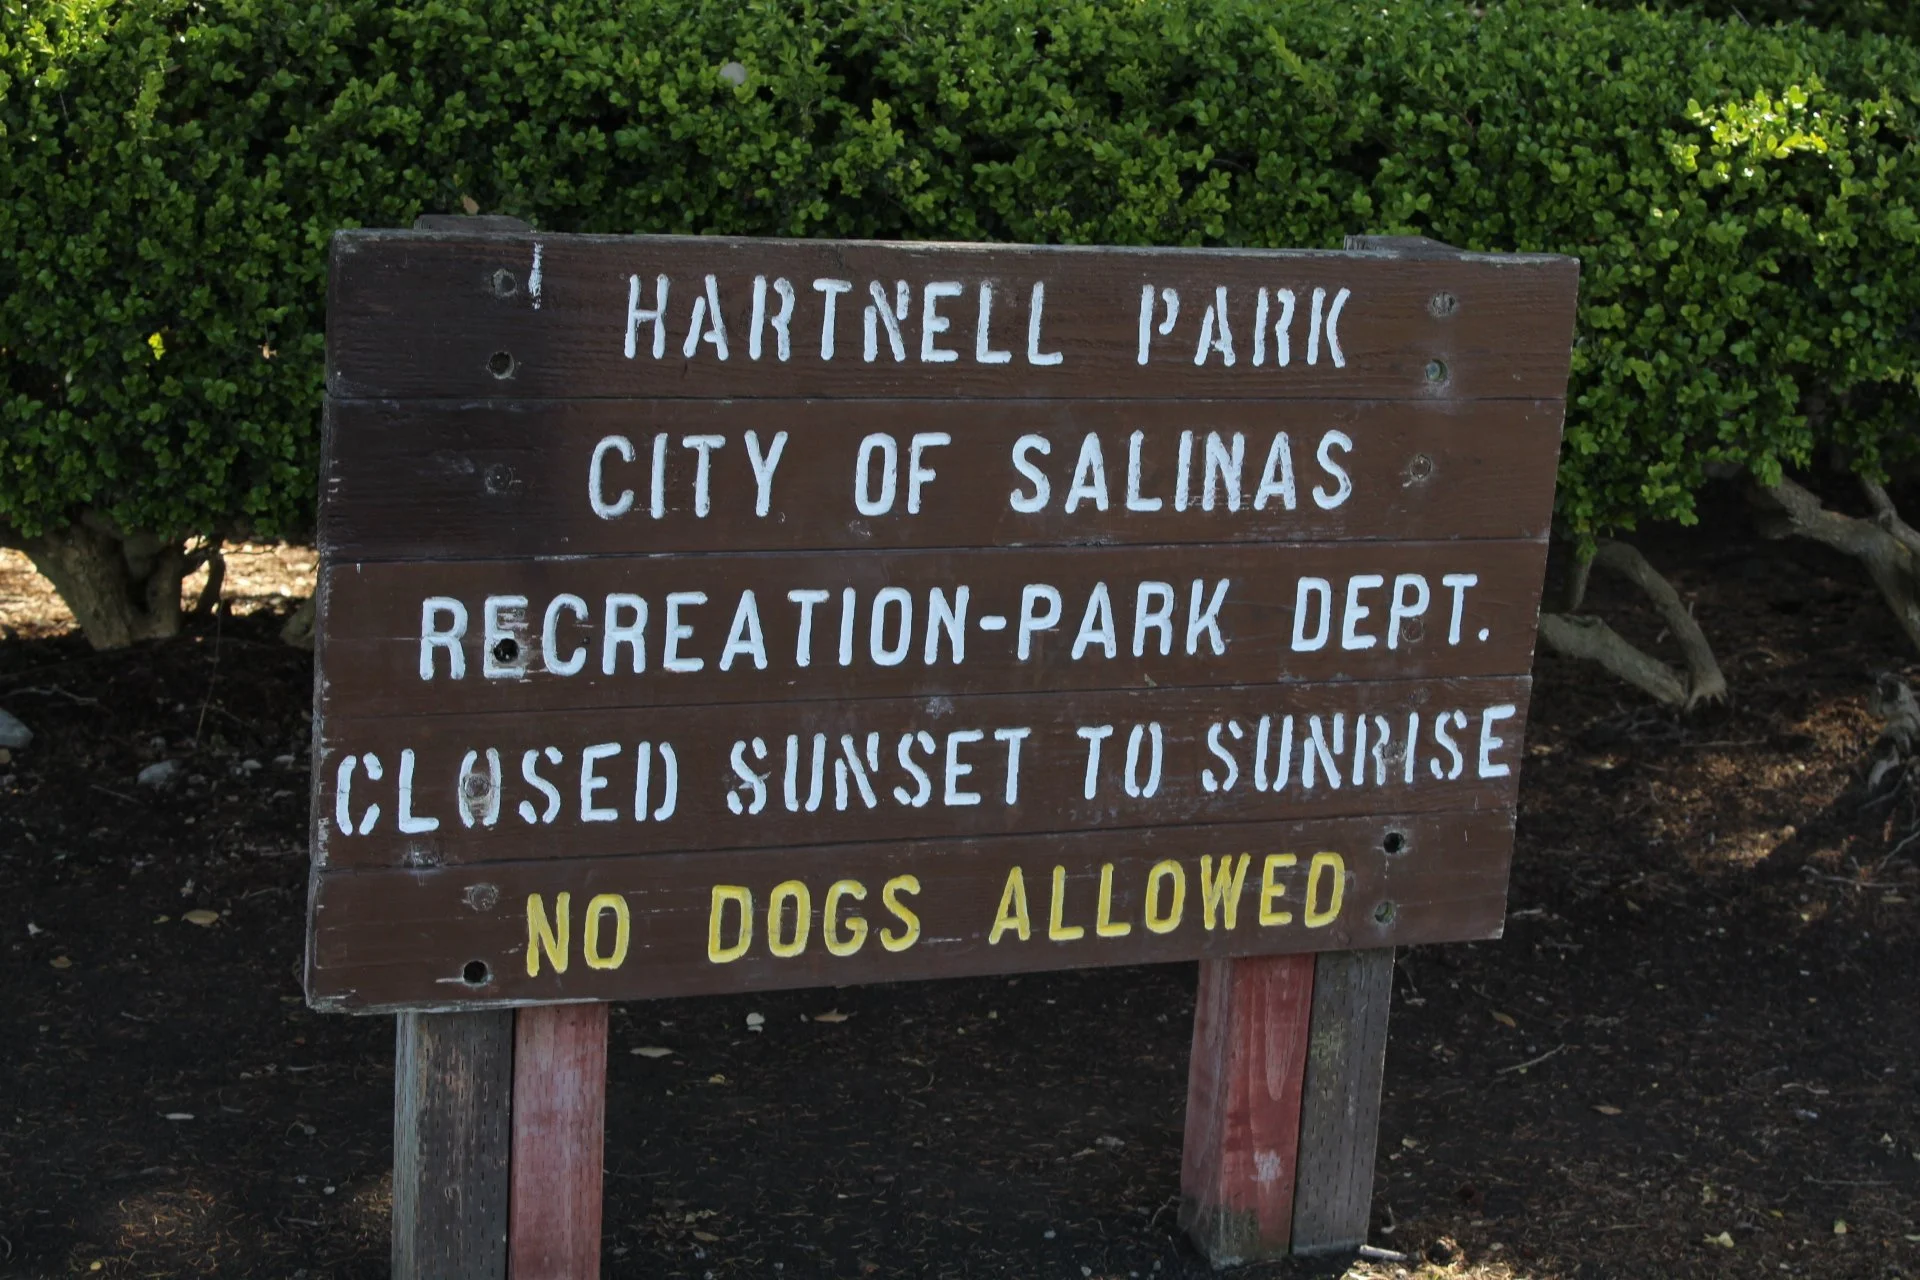 HARTNELL PARK
CITY OF SALINAS
RECREATION-PARK DEPT.
CLOSED SUNSET TO SUNRISE
NO DOGS ALLOWED